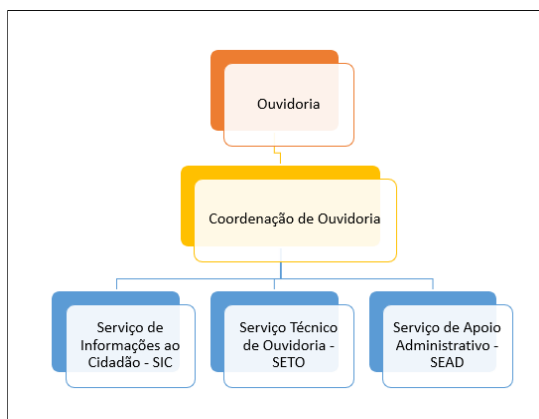 Ouvidoria
Coordenação de Ouvidoria
Serviço de
Informações ao
Cidadão - SIC
Serviço Técnico
de Ouvidoria -
SETO
Serviço de Apoio
Administrativo -
SEAD